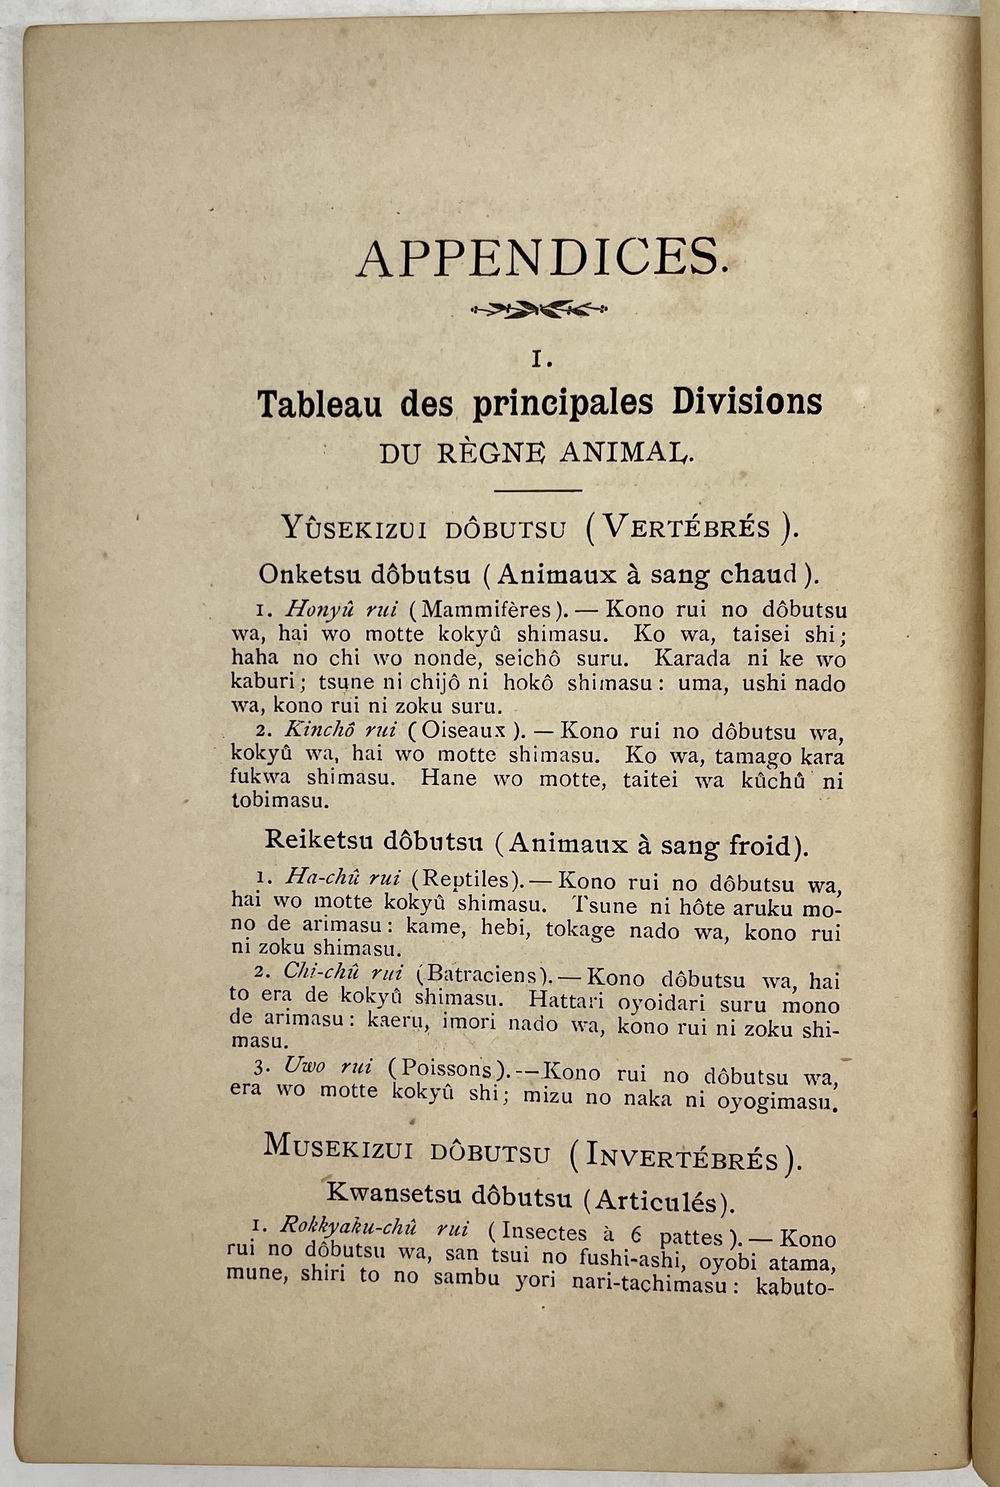 APPENDICES.
I.
Tableau des principales Divisions
DU RÈGNE ANIMAL.
YÛSEKIZUI DÔBUTSU (VERTÉBRÉS).
Onketsu dôbutsu (Animaux à sang chaud).
1. Honyû rui (Mammifères). — Kono rui no dôbutsu
wa, hai wo motte kokyû shimasu. Ko wa, taisei shi;
haha no chi wo nonde, seichô suru. Karada ni ke wo
kaburi; tsune ni chijô ni hokô shimasu: uma, ushi nado
wa, kono rui ni zoku suru.
2. Kinchô rui (Oiseaux). — Kono rui no dôbutsu wa,
kokyû wa, hai wo motte shimasu. Ko wa, tamago kara
fukwa shimasu. Hane wo motte, taitei wa kûchû ni
tobimasu.
Reiketsu dôbutsu (Animaux à sang froid).
1. Ha-chû rui (Reptiles). — Kono rui no dôbutsu wa,
hai wo motte kokyû shimasu. Tsune ni hôte aruku mo-
no de arimasu: kame, hebi, tokage nado wa, kono rui
ni zoku shimasu.
2. Chi-chû rui (Batraciens). — Kono dôbutsu wa, hai
to era de kokyû shimasu. Hattari oyoidari suru mono
de arimasu: kaeru, imori nado wa, kono rui ni zoku shi-
masu.
3. Uwo rui (Poissons). -- Kono rui no dôbutsu wa,
era wo motte kokyû shi; mizu no naka ni oyogimasu.
MUSEKIZUI DÔBUTSU (INVERTÉBRÉS).
Kwansetsu dôbutsu (Articulés).
1. Rokkyaku-chû rui (Insectes à 6 pattes). — Kono
rui no dôbutsu wa, san tsui no fushi-ashi, oyobi atama,
mune, shiri to no sambu yori nari-tachimasu: kabuto-